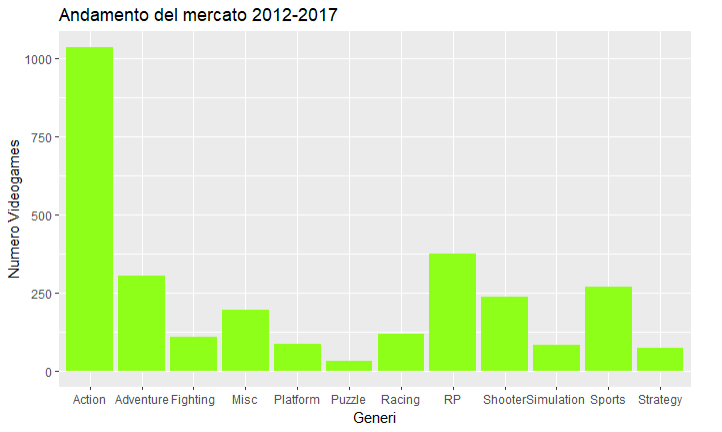 Andamento del mercato 2012-2017
Numero Videogames
1000
750
500
250
0
Action Adventure Fighting Misc Platform Puzzle Racing RP Shooter Simulation Sports Strategy
Generi